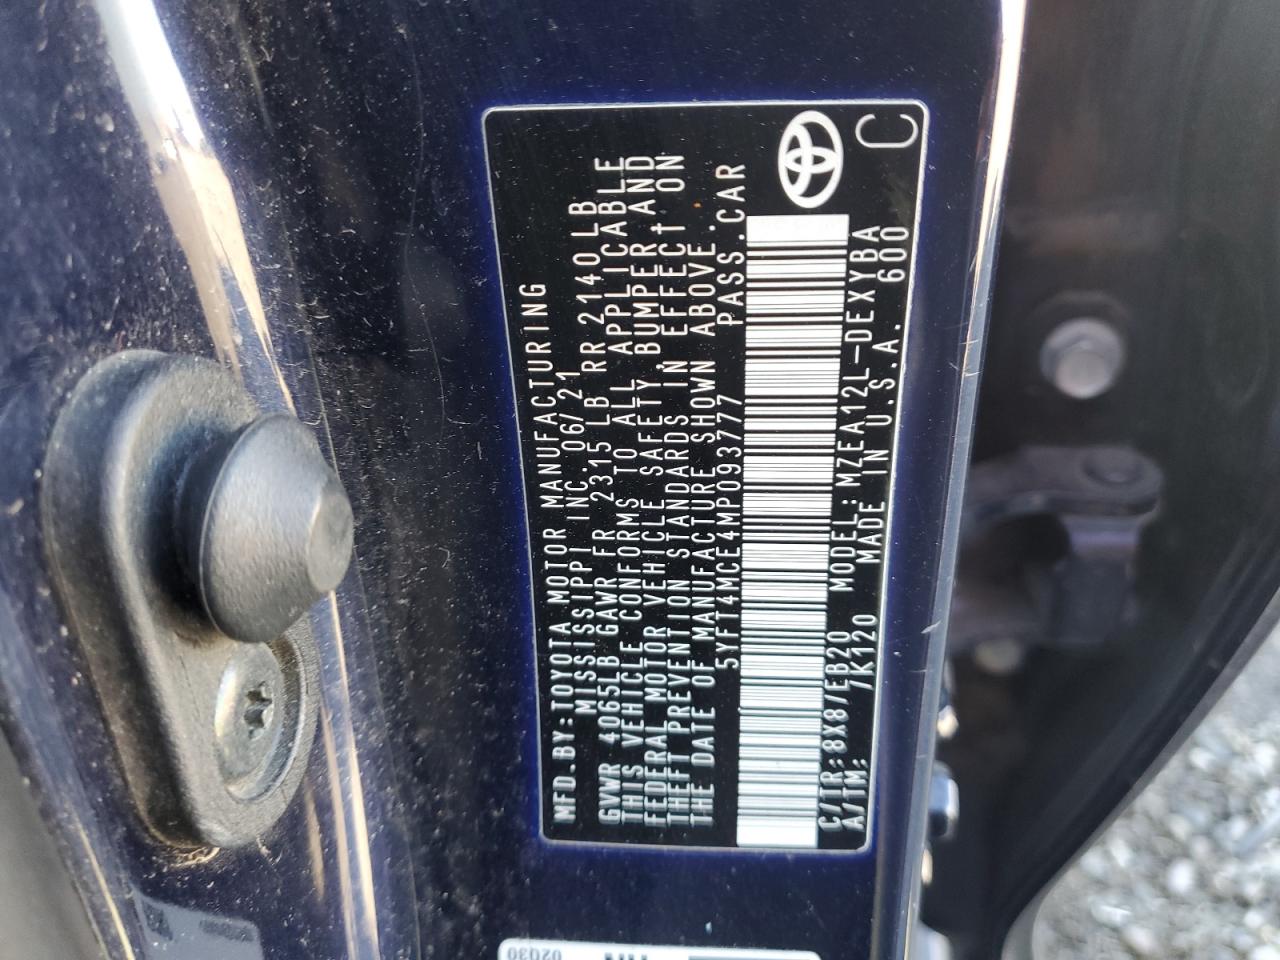 MFD.BY:TOYOTA MOTOR MANUFACTURING
MISSISSIPPI INC. 06/21
GVWR 4065LB GAWR FR 2315 LB RR 2140LB
THIS VEHICLE CONFORMS TO ALL APPLICABLE
FEDERAL MOTOR VEHICLE SAFETY, BUMPER, AND
THEFT PREVENTION STANDARDS IN EFFECT ON
THE DATE OF MANUFACTURE SHOWN ABOVE.
5YFT4MCE4MP093777 PASS.CAR
C/TR: 8X8/EB20 MODEL: MZEA12L-DEXYBA
A/TM: /K120 MADE IN U.S.A. 600
C
02Q30